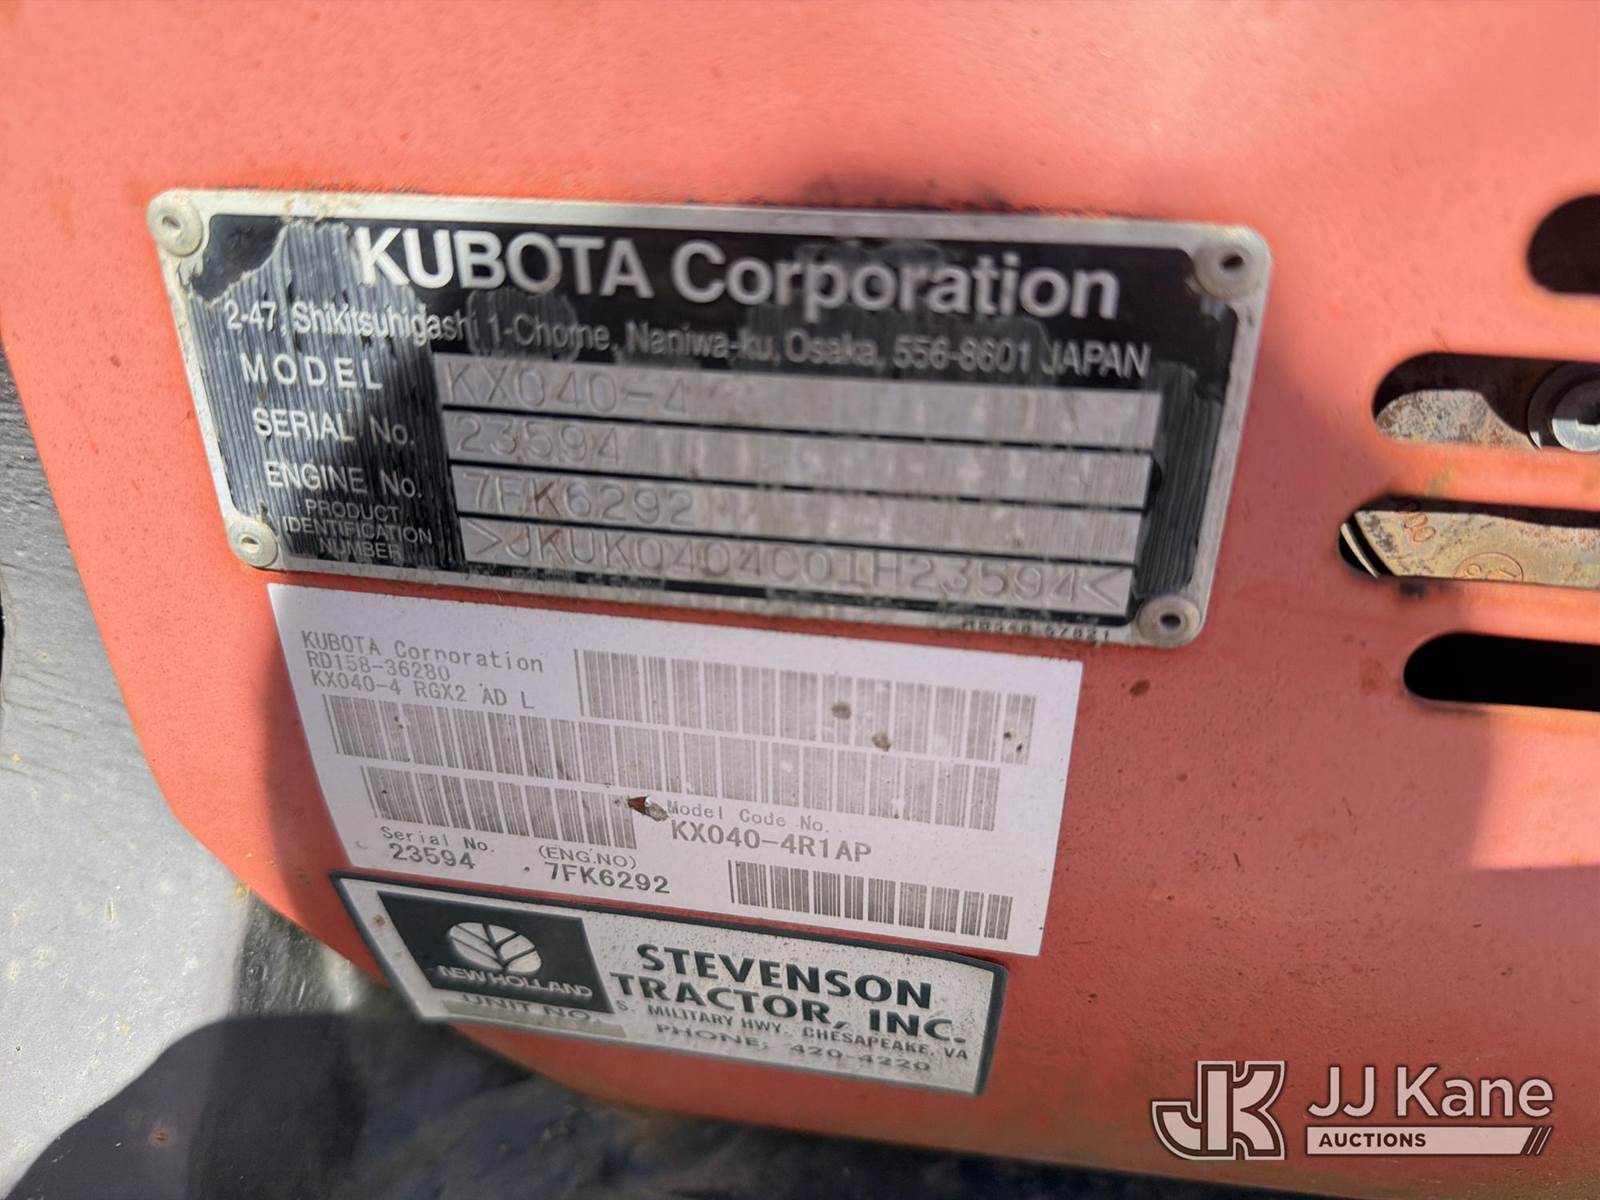 KUBOTA Corporation
2-47, Shikitsuhigashi 1-Chome, Naniwa-ku, Osaka, 556-8601 JAPAN
MODEL KX040-4
SERIAL No. 23594
ENGINE No. 7FK6292
PRODUCT IDENTIFICATION NUMBER >JKUK0404C01H23594<
KUBOTA Corporation
RD158-36280
KX040-4 RGX2 AD L
Model Code No.
KX040-4R1AP
Serial No. (ENG.NO)
23594 7FK6292
NEW HOLLAND
STEVENSON
TRACTOR, INC.
S. MILITARY HWY. CHESAPEAKE, VA
UNIT NO. PHONE: 420-4220
JK JJ Kane
AUCTIONS